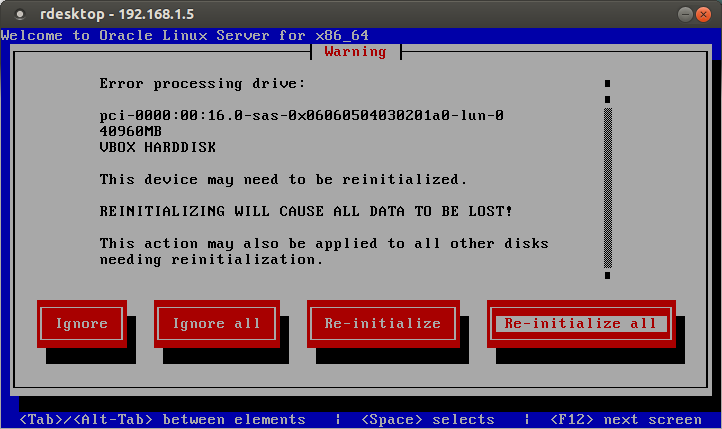 rdesktop - 192.168.1.5
Welcome to Oracle Linux Server for x86_64
Warning
Error processing drive:
pci-0000:00:16.0-sas-0x06060504030201a0-lun-0
40960MB
VBOX HARDDISK
This device may need to be reinitialized.
REINITIALIZING WILL CAUSE ALL DATA TO BE LOST!
This action may also be applied to all other disks
needing reinitialization.
Ignore Ignore all Re-initialize Re-initialize all
<Tab>/<Alt-Tab> between elements | <Space> selects | <F12> next screen